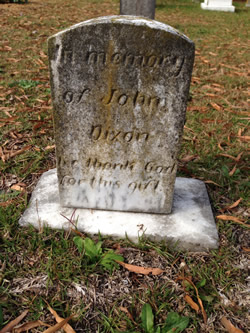 In memory
of John
Dixon
We thank God
for this gift